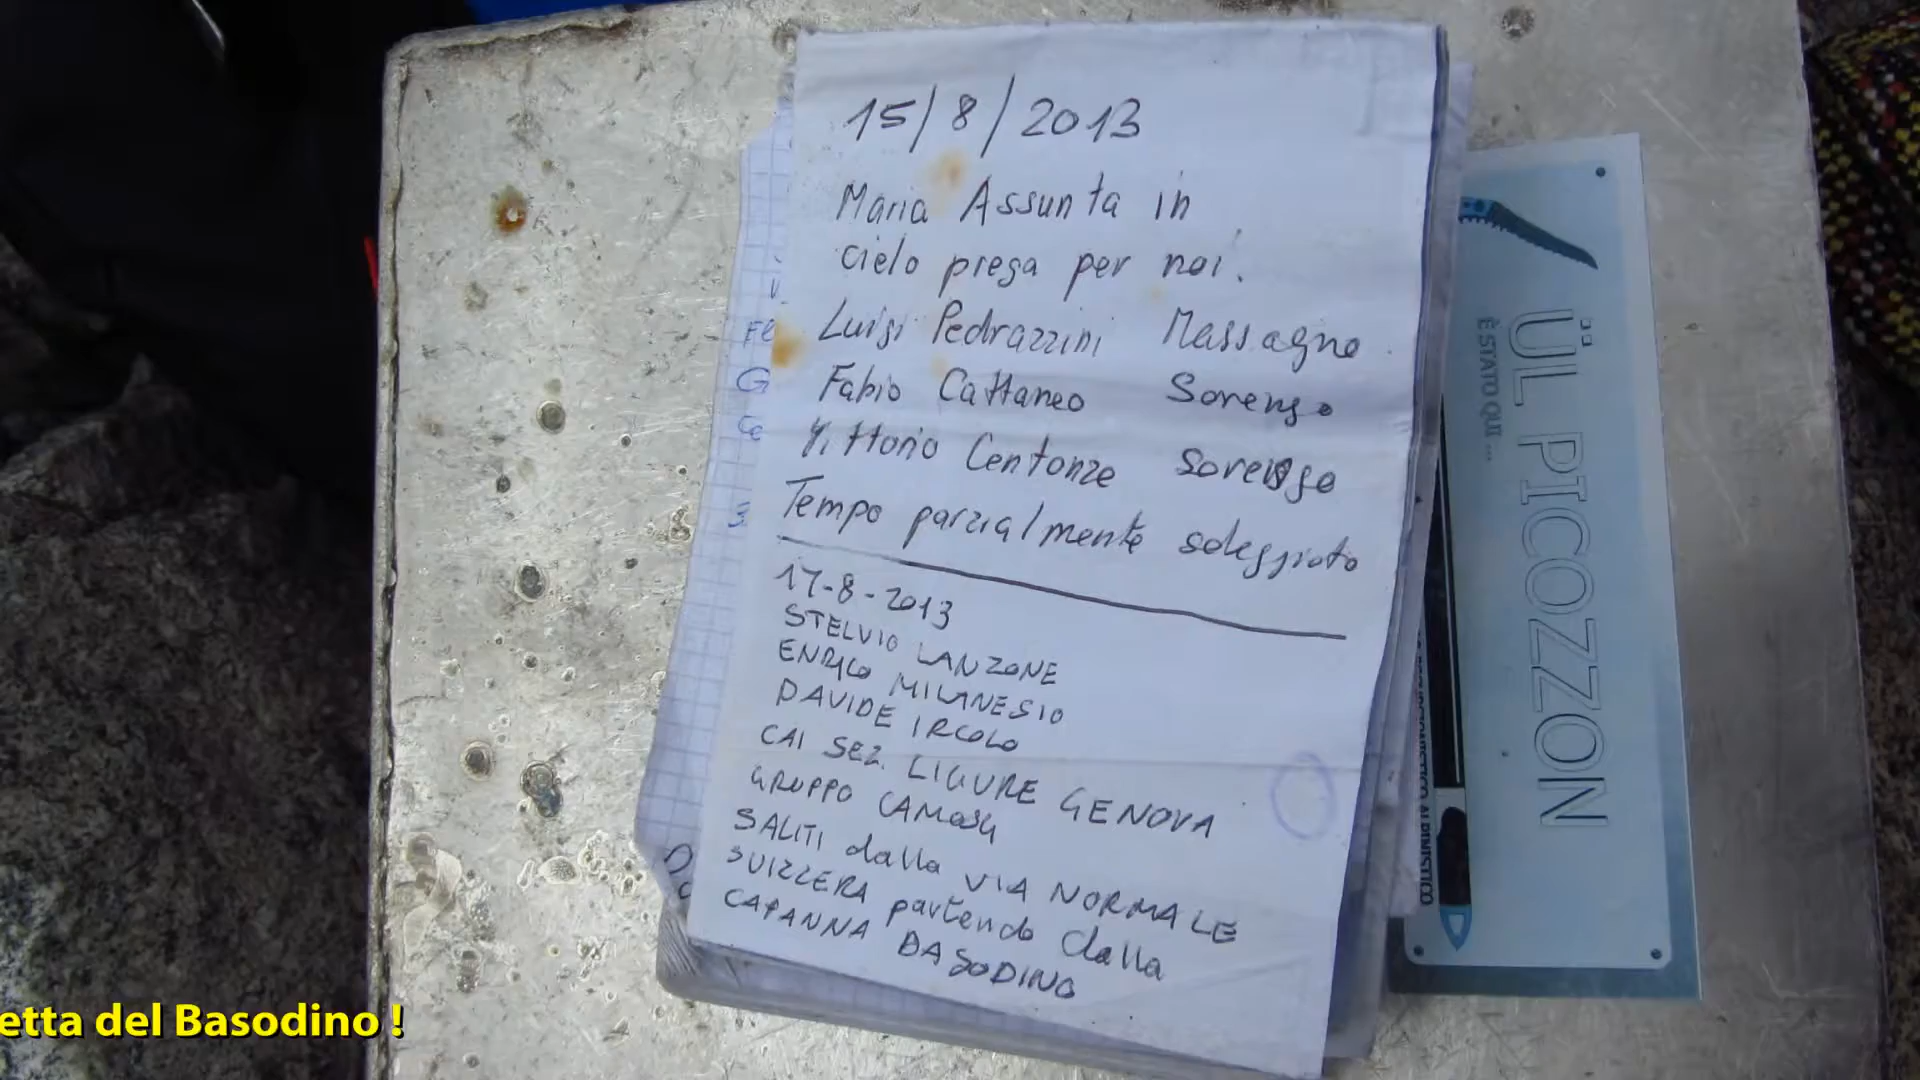 15/8/2013
Maria Assunta in
cielo prega per noi.
Luigi Pedrazzini Massagno
Fabio Cattaneo Sorengo
Vittorio Centonze Sorengo
Tempo parzialmente soleggiato
17-8-2013
STELVIO LANZONE
ENRICO MILANESIO
DAVIDE IRCOLO
CAI SEZ. LIGURE GENOVA
GRUPPO
SALITI dalla VIA NORMALE
SVIZZERA partendo dalla
CAPANNA BASODINO
ÜL PICOZZON
È STATO QUI ...
etta del Basodino !